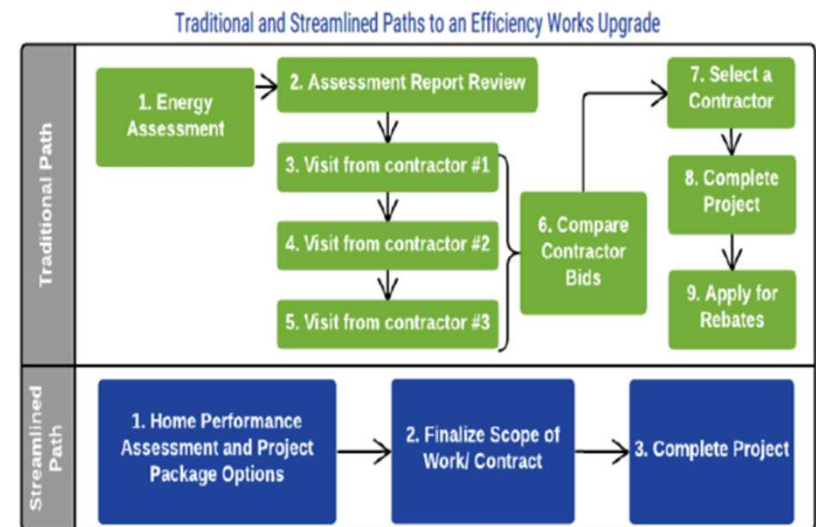 Traditional and Streamlined Paths to an Efficiency Works Upgrade
Traditional Path
1. Energy
Assessment
2. Assessment Report Review
3. Visit from contractor #1
4. Visit from contractor #2
5. Visit from contractor #3
6. Compare
Contractor
Bids
7. Select a
Contractor
8. Complete
Project
9. Apply for
Rebates
Streamlined
Path
1. Home Performance
Assessment and Project
Package Options
2. Finalize Scope of
Work/ Contract
3. Complete Project